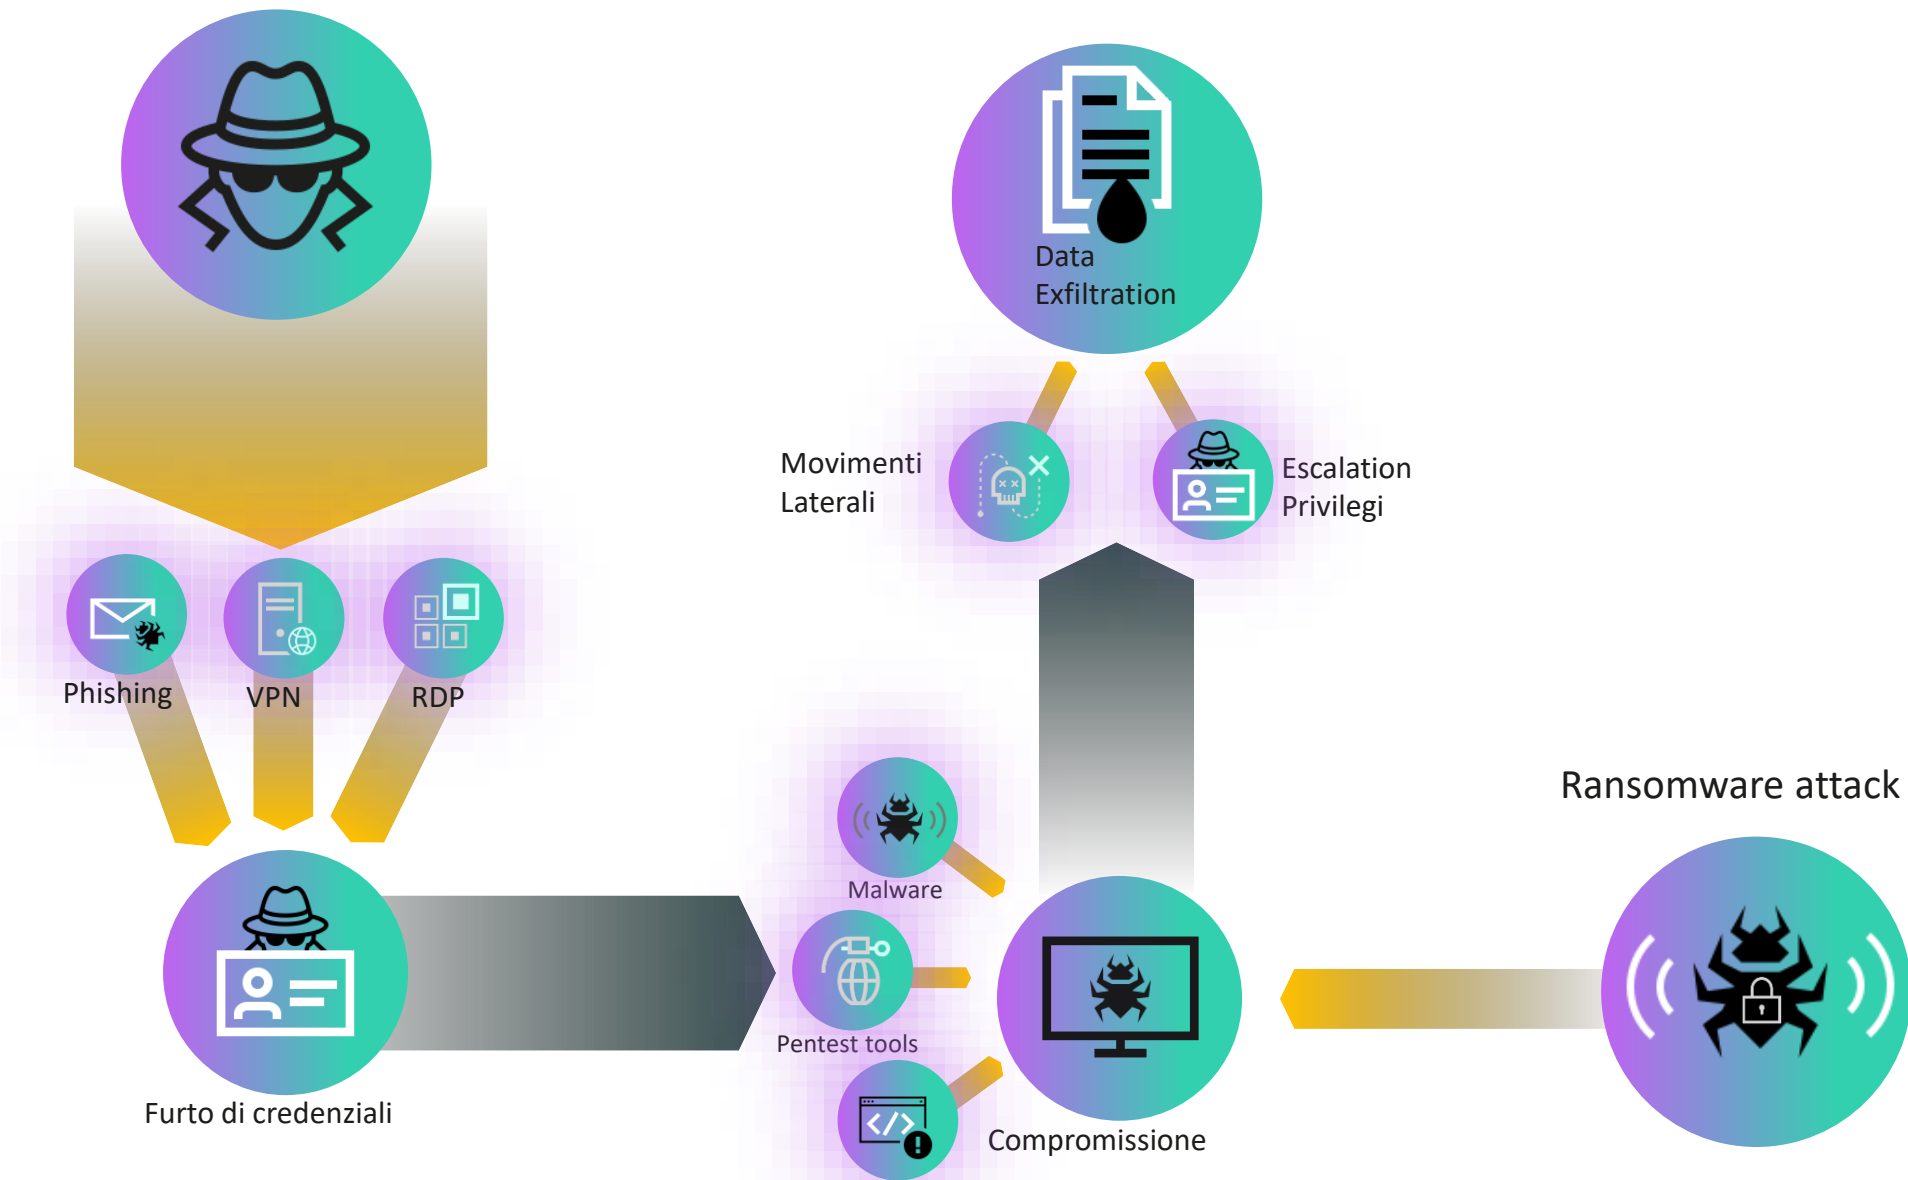 Data
Exfiltration
Movimenti
Laterali
Escalation
Privilegi
Phishing
VPN
RDP
Ransomware attack
Malware
Pentest tools
Furto di credenziali
Compromissione